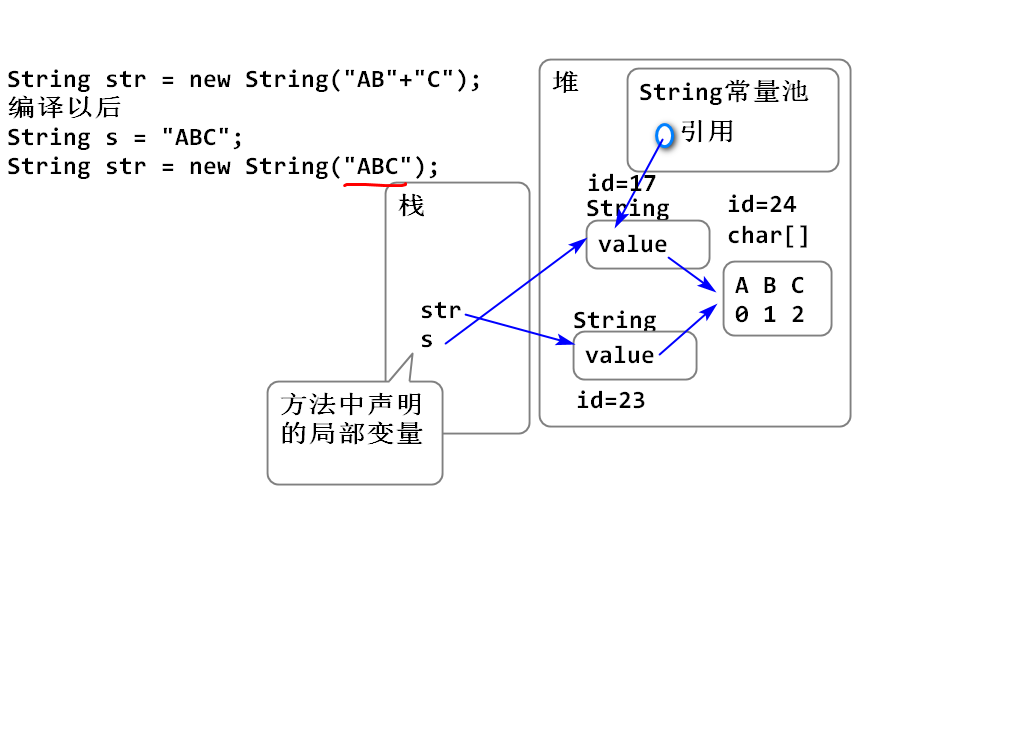 String str = new String("AB"+"C");
编译以后
String s = "ABC";
String str = new String("ABC");
栈
str
s
方法中声明
的局部变量
堆
String常量池
引用
id=17
String
value
id=24
char[]
A B C
0 1 2
String
value
id=23